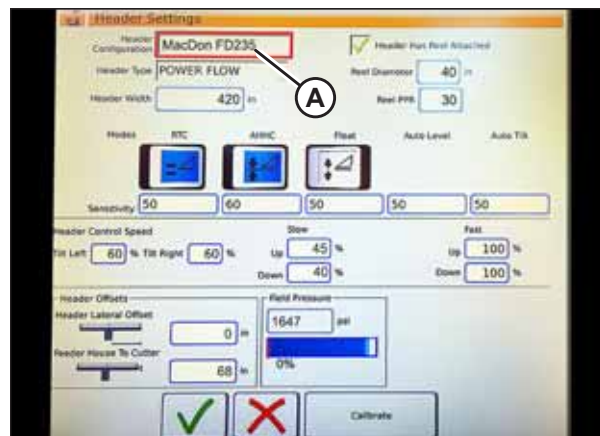 Header Settings
Header Configuration MacDon FD235 Header Has Reel Attached
Header Type POWER FLOW Reel Diameter 40 in
Header Width 420 in Reel PPR 30
A
Modes RTC AHHC Float Auto Level Auto T/A
Sensitivity 50 60 50 50 50
Header Control Speed Slow Fast
Tilt Left 60 % Tilt Right 60 % Up 45 % Up 100 %
Down 40 % Down 100 %
Header Offsets Field Pressure
Header Lateral Offset 0 in 1647 psi
Feeder House To Cutter 68 in 0%
Calibrate